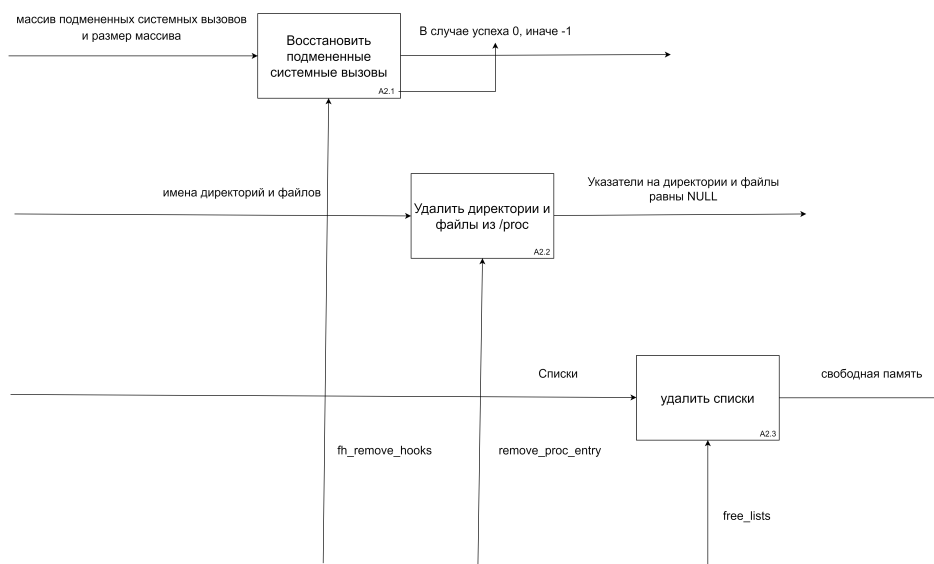 массив подмененных системных вызовов
и размер массива
Восстановить
подмененные
системные вызовы
A2.1
В случае успеха 0, иначе -1
имена директорий и файлов
Удалить директории и
файлы из /proc
A2.2
Указатели на директории и файлы
равны NULL
Списки
удалить списки
A2.3
свободная память
fh_remove_hooks
remove_proc_entry
free_lists